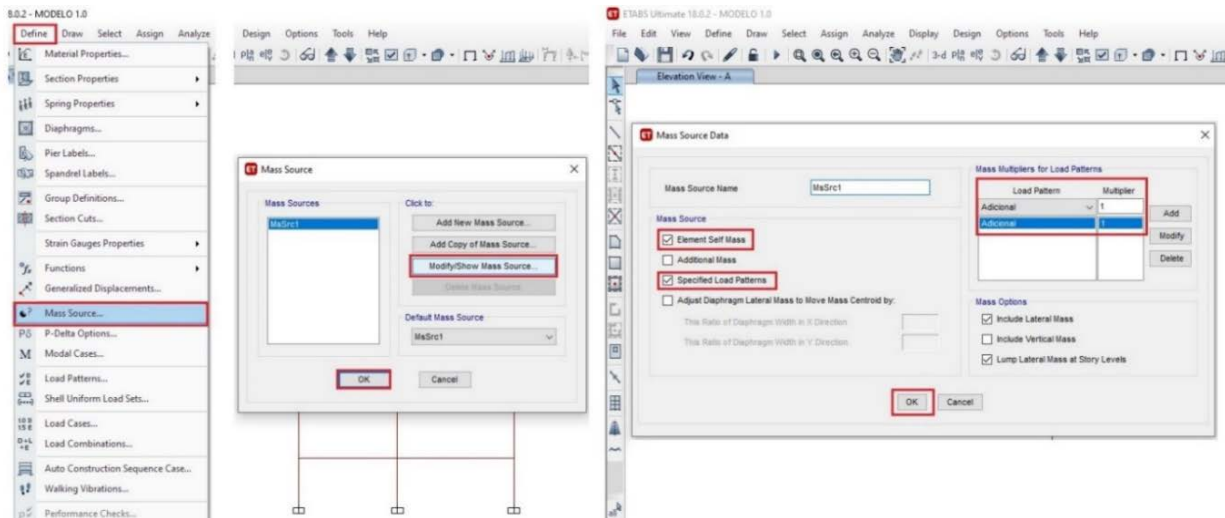 8.0.2 - MODELO 1.0
Define Draw Select Assign Analyze
Material Properties...
Section Properties
Spring Properties
Diaphragms...
Pier Labels...
Spandrel Labels...
Group Definitions...
Section Cuts...
Strain Gauges Properties
Functions
Generalized Displacements...
Mass Source...
P-Delta Options...
Modal Cases...
Load Patterns...
Shell Uniform Load Sets...
Load Cases...
Load Combinations...
Auto Construction Sequence Case...
Walking Vibrations...
Performance Checks...
Design Options Tools Help
Mass Source
Mass Sources
MsSrc1
Click to:
Add New Mass Source...
Add Copy of Mass Source...
Modify/Show Mass Source...
Delete Mass Source
Default Mass Source
MsSrc1
OK Cancel
ETABS Ultimate 18.0.2 - MODELO 1.0
File Edit View Define Draw Select Assign Analyze Display Design Options Tools Help
3-d
Elevation View - A
Mass Source Data
Mass Source Name MsSrc1
Mass Source
Element Self Mass
Additional Mass
Specified Load Patterns
Adjust Diaphragm Lateral Mass to Move Mass Centroid by:
This Ratio of Diaphragm Width in X Direction
This Ratio of Diaphragm Width in Y Direction
Mass Multipliers for Load Patterns
Load Pattern Multiplier
Adicional 1
Adicional 1
Add
Modify
Delete
Mass Options
Include Lateral Mass
Include Vertical Mass
Lump Lateral Mass at Story Levels
OK Cancel